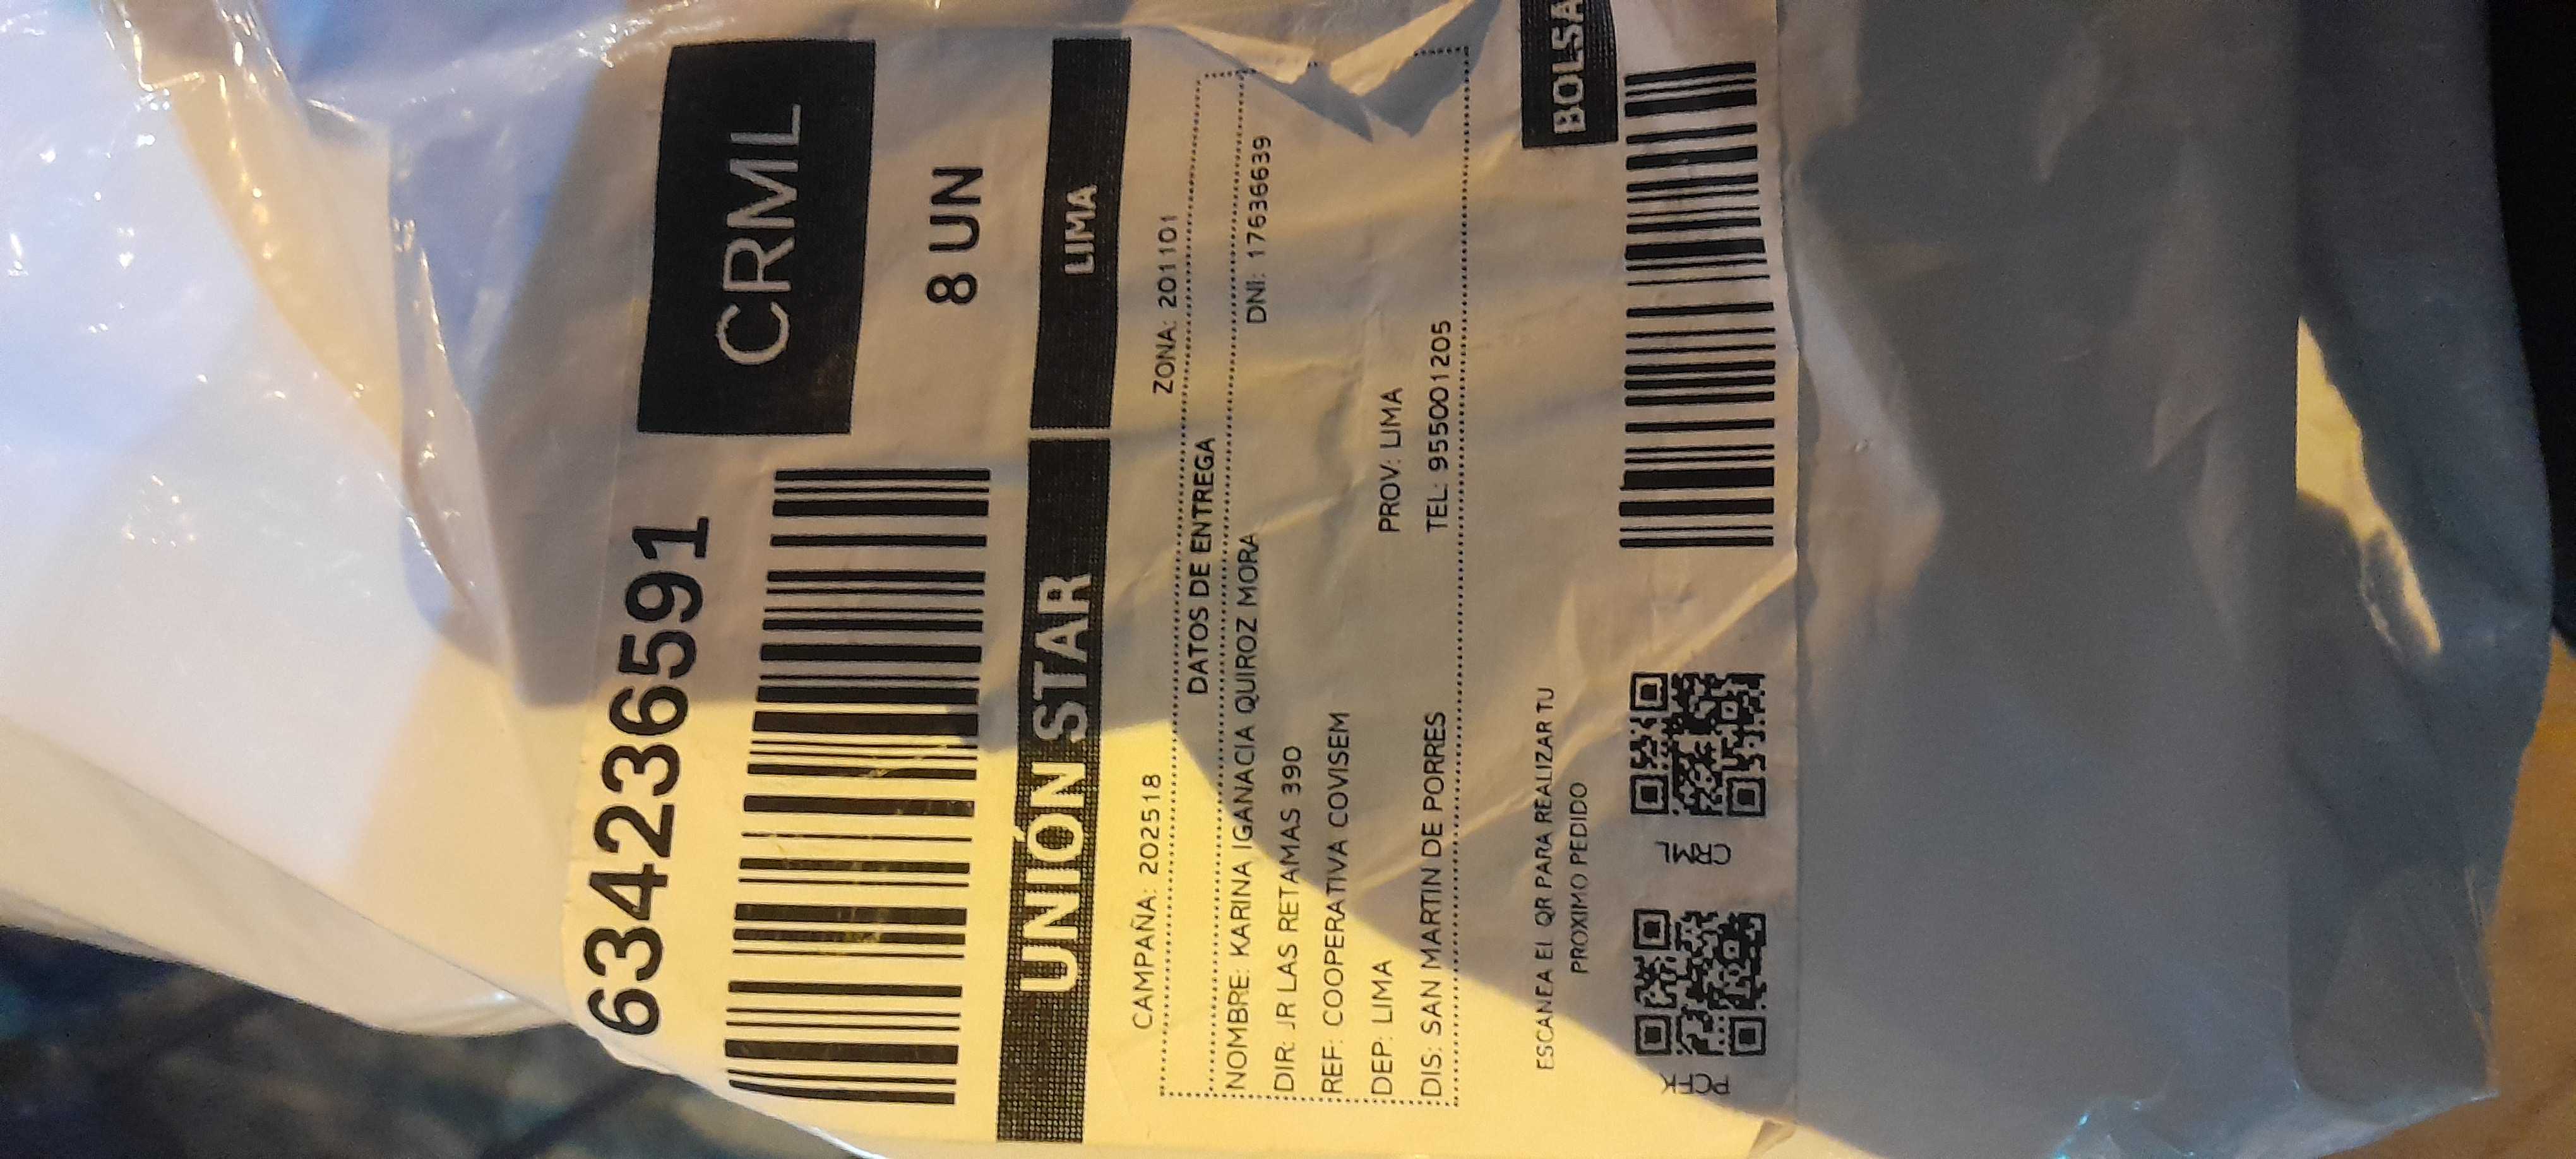 6342366591
CRML
8 UN
UNIÓN STAR LIMA
CAMPAÑA: 202518 ZONA: 201101
DATOS DE ENTREGA
NOMBRE: KARINA IGANACIA QUIROZ MORA
DNI: 17636639
DIR: JR LAS RETAMAS 390
REF: COOPERATIVA COVISEM
DEP: LIMA PROV: LIMA
DIS: SAN MARTIN DE PORRES TEL: 955001205
BOLSA
ESCANEA EL QR PARA REALIZAR TU
PROXIMO PEDIDO
PCFK
CRML